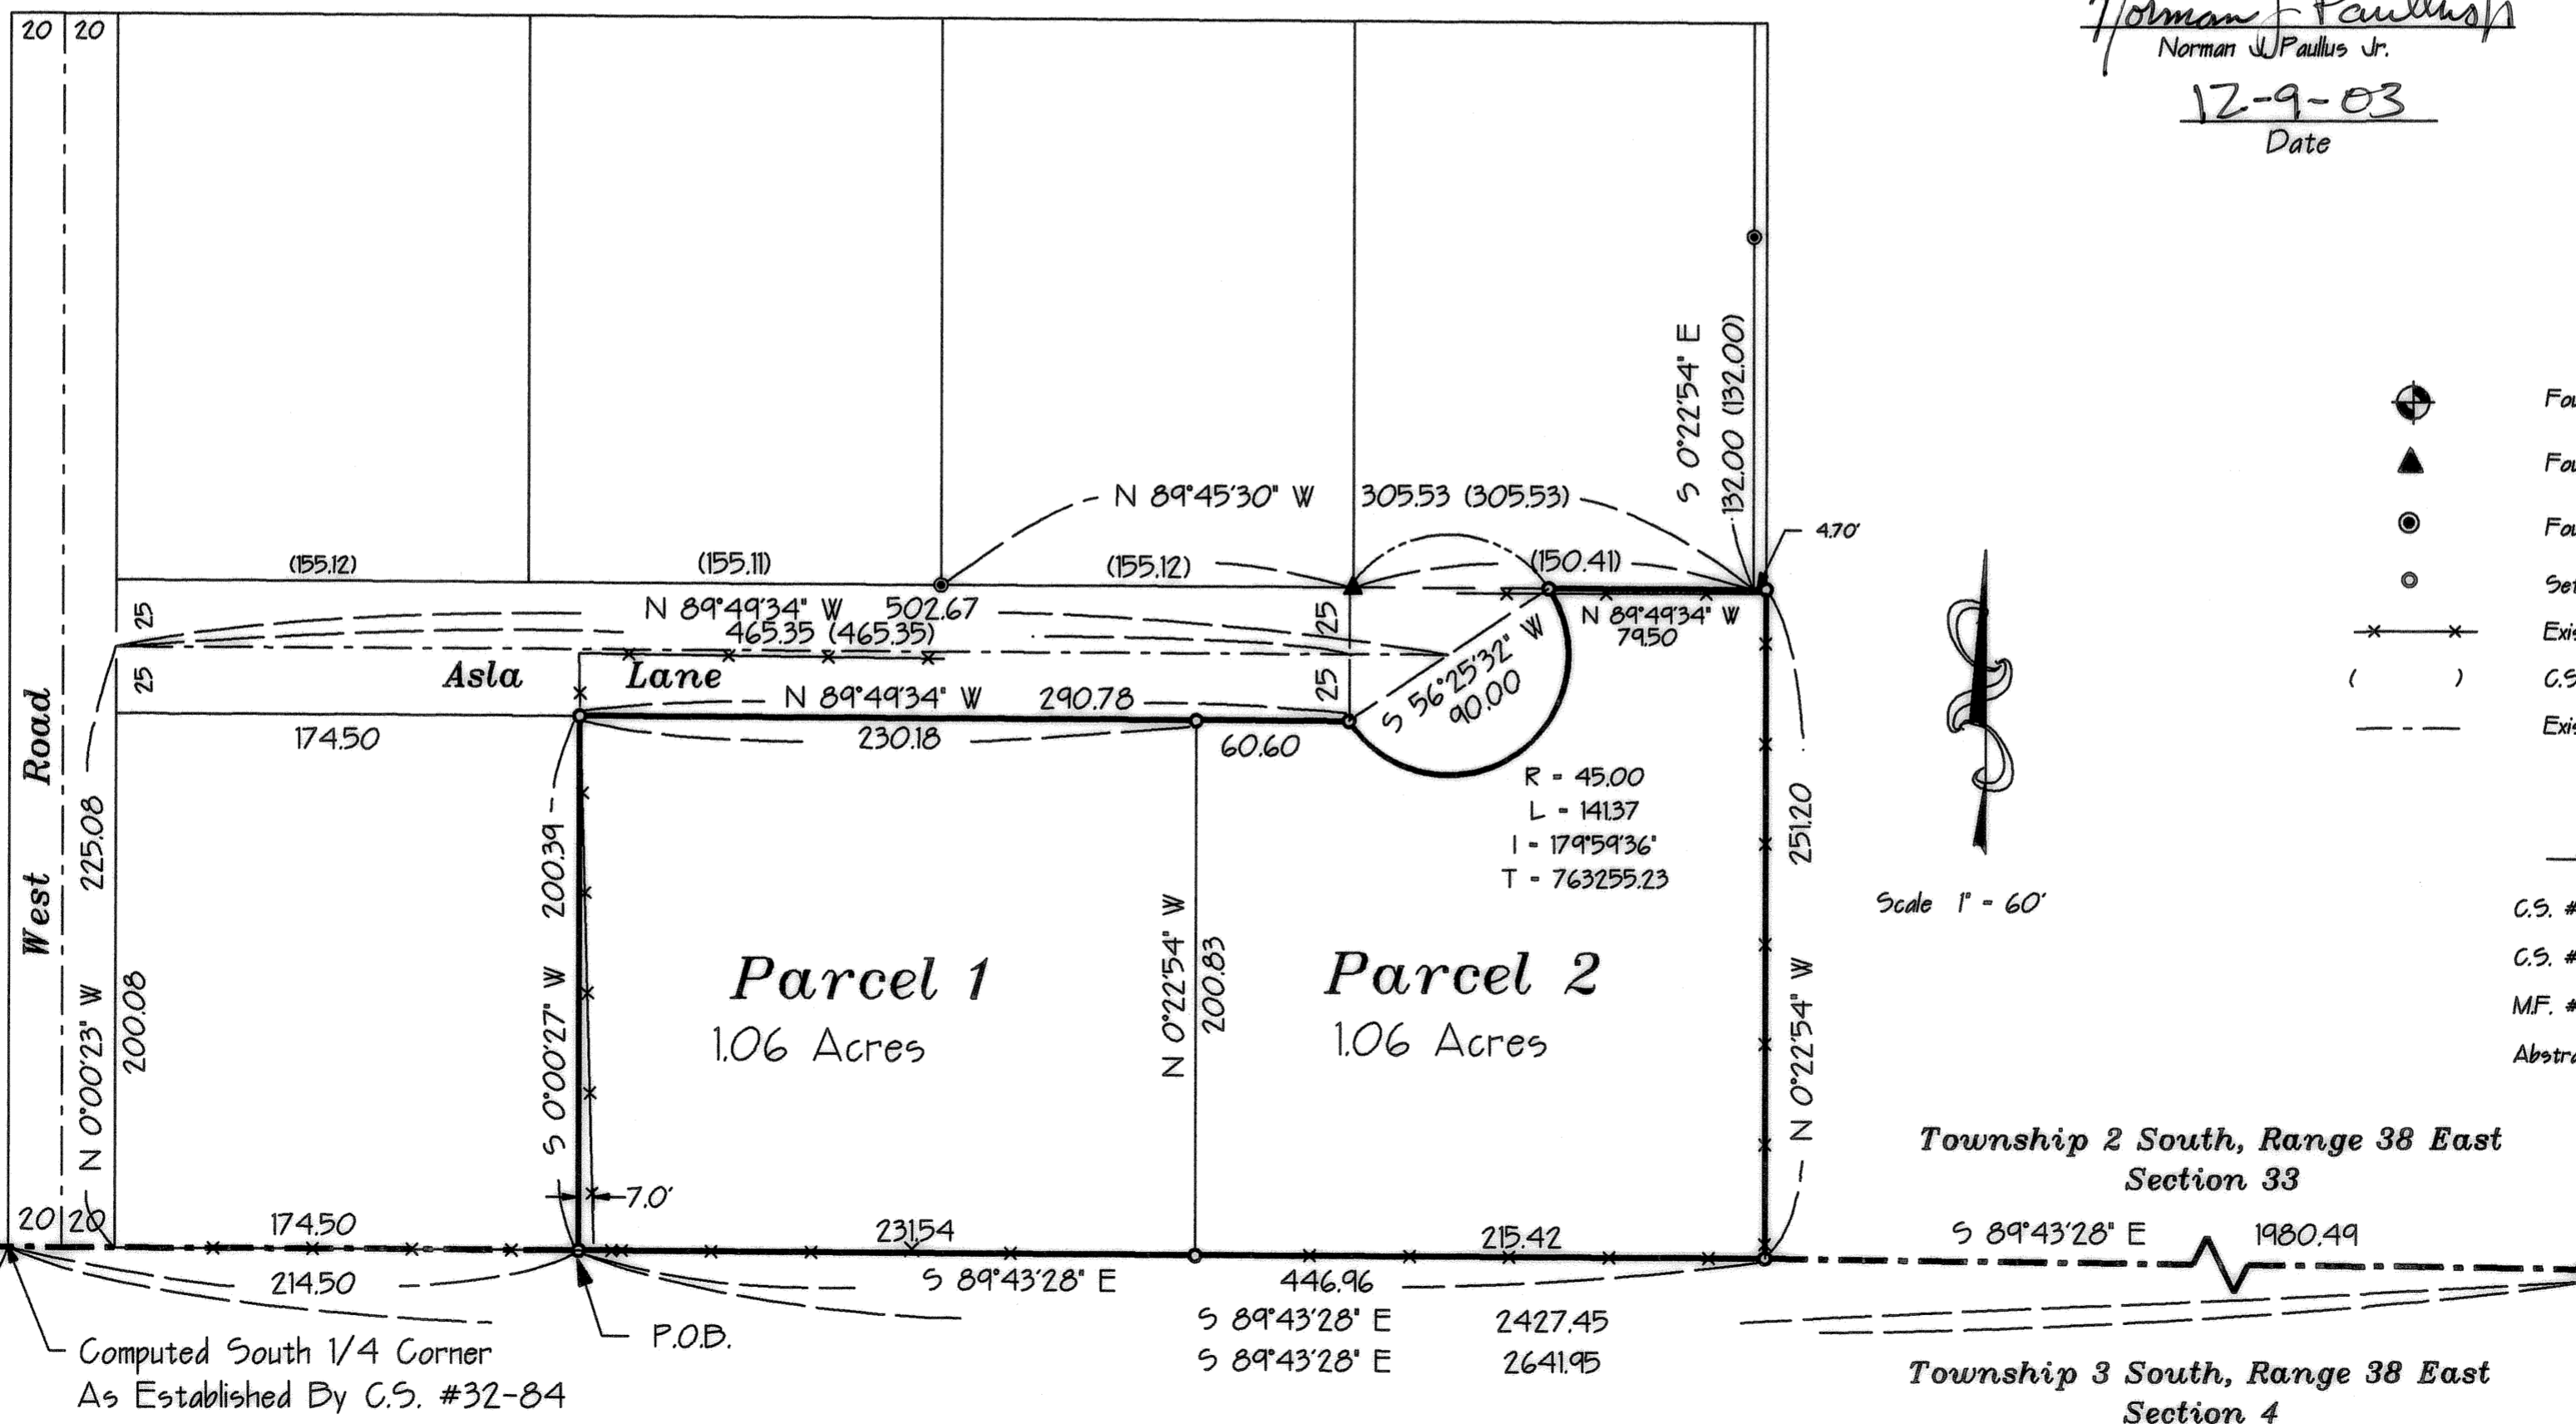 20 20
Norman J. Paullus Jr.
Norman J. Paullus Jr.
12-9-03
Date
S 0°22'54" E
132.00 (132.00)
N 89°45'30" W 305.53 (305.53)
4.70'
(155.12)
(155.11)
(155.12)
(150.41)
25
25
N 89°49'34" W 502.67
465.35 (465.35)
25
25
N 89°49'34" W
79.50
S 56°25'32" W
90.00
Asla Lane
N 89°49'34" W 290.78
174.50
230.18
60.60
West Road
225.08
N 0°00'23" W
200.08
S 0°00'27" W 200.39
R = 45.00
L = 141.37
I = 179°59'36"
T = 763255.23
N 0°22'54" W
200.83
251.20
N 0°22'54" W
Scale 1" = 60'
Parcel 1
1.06 Acres
Parcel 2
1.06 Acres
( )
C.S. #
C.S. #
M.F. #
Township 2 South, Range 38 East
Section 33
7.0'
20 20
174.50
231.54
215.42
S 89°43'28" E 1980.49
214.50
S 89°43'28" E 446.96
S 89°43'28" E 2427.45
S 89°43'28" E 2641.95
P.O.B.
Computed South 1/4 Corner
As Established By C.S. #32-84
Township 3 South, Range 38 East
Section 4